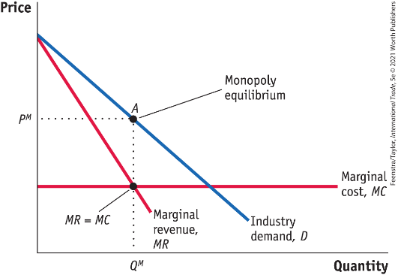 Price
Monopoly
equilibrium
A
P^M
Marginal
cost, MC
MR = MC
Marginal
revenue,
MR
Industry
demand, D
Q^M
Quantity
Feenstra/Taylor, International Trade, 5e © 2021 Worth Publishers